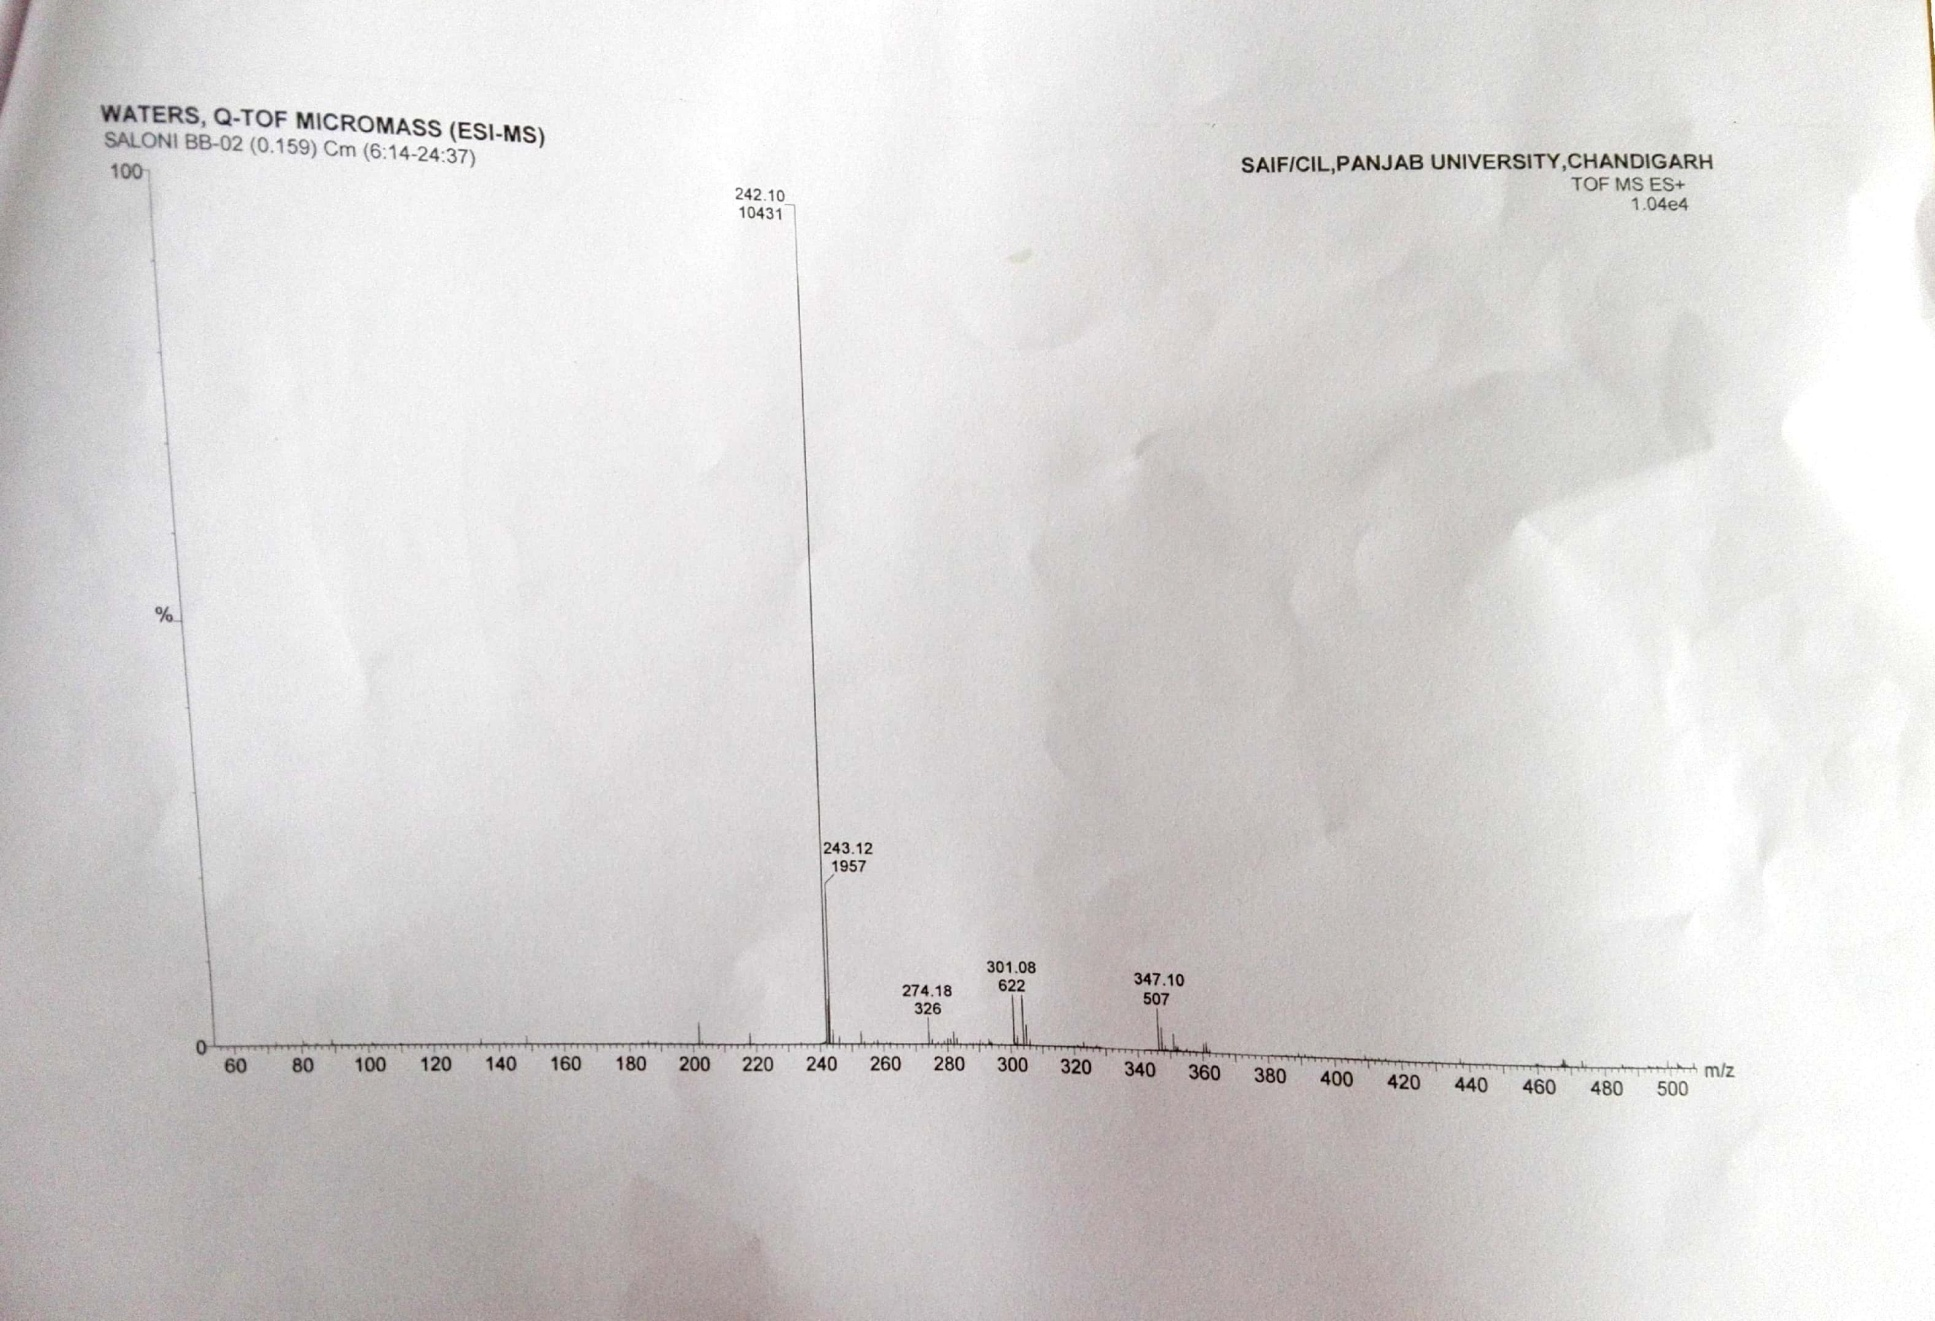 WATERS, Q-TOF MICROMASS (ESI-MS)
SALONI BB-02 (0.159) Cm (6:14-24:37)
SAIF/CIL,PANJAB UNIVERSITY,CHANDIGARH
TOF MS ES+
1.04e4
100
242.10
10431
%
243.12
1957
274.18
326
301.08
622
347.10
507
0
60 80 100 120 140 160 180 200 220 240 260 280 300 320 340 360 380 400 420 440 460 480 500 m/z